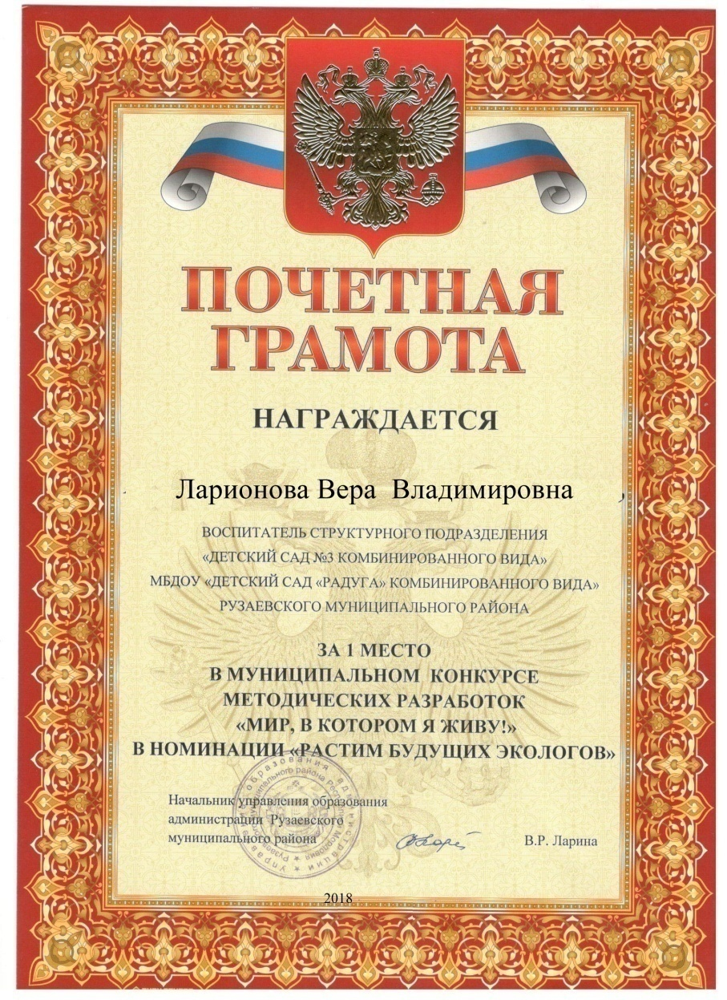 ПОЧЕТНАЯ
ГРАМОТА
НАГРАЖДАЕТСЯ
Ларионова Вера Владимировна ,
ВОСПИТАТЕЛЬ СТРУКТУРНОГО ПОДРАЗДЕЛЕНИЯ
«ДЕТСКИЙ САД №3 КОМБИНИРОВАННОГО ВИДА»
МБДОУ «ДЕТСКИЙ САД «РАДУГА» КОМБИНИРОВАННОГО ВИДА»
РУЗАЕВСКОГО МУНИЦИПАЛЬНОГО РАЙОНА
ЗА 1 МЕСТО
В МУНИЦИПАЛЬНОМ КОНКУРСЕ
МЕТОДИЧЕСКИХ РАЗРАБОТОК
«МИР, В КОТОРОМ Я ЖИВУ!»
В НОМИНАЦИИ «РАСТИМ БУДУЩИХ ЭКОЛОГОВ»
Начальник управления образования
администрации Рузаевского
муниципального района В.Р. Ларина
2018